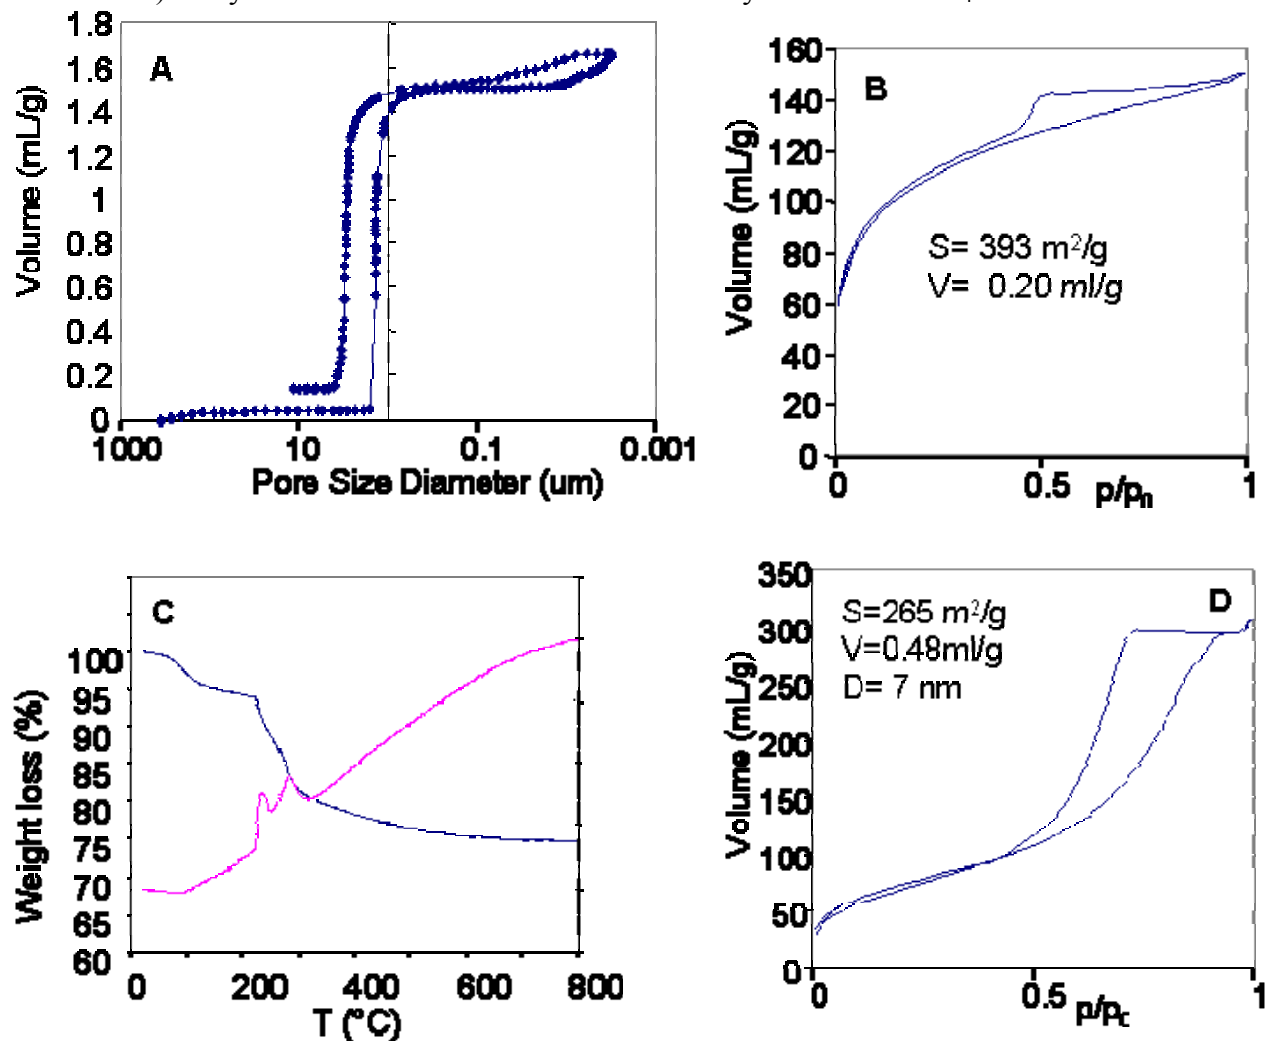 A
1.8
1.6
1.4
1.2
1
0.8
0.6
0.4
0.2
0
Volume (mL/g)
1000 10 0.1 0.001
Pore Size Diameter (um)
B
160
140
120
100
80
60
40
20
0
Volume (mL/g)
S= 393 m²/g
V= 0.20 ml/g
0 0.5 p/p₀ 1
C
100
95
90
85
80
75
70
65
60
Weight loss (%)
0 200 400 600 800
T (°C)
D
350
300
250
200
150
100
50
0
Volume (mL/g)
S=265 m²/g
V=0.48ml/g
D= 7 nm
0 0.5 p/p₀ 1